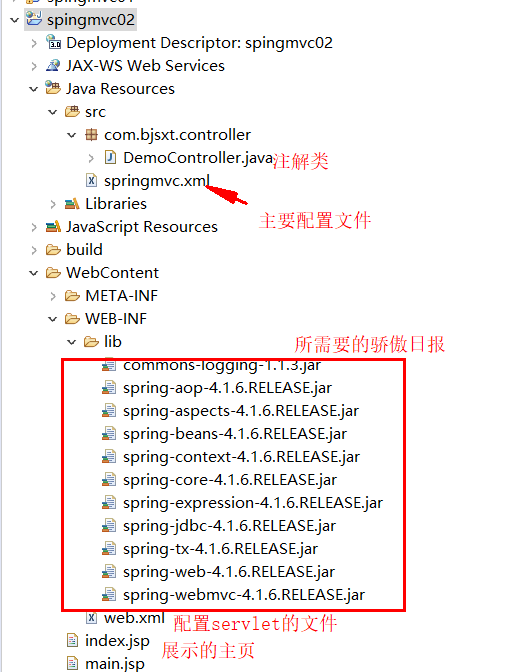 spingmvc02
Deployment Descriptor: spingmvc02
JAX-WS Web Services
Java Resources
src
com.bjsxt.controller
DemoController.java 注解类
springmvc.xml
主要配置文件
Libraries
JavaScript Resources
build
WebContent
META-INF
WEB-INF
lib
所需要的骄傲日报
commons-logging-1.1.3.jar
spring-aop-4.1.6.RELEASE.jar
spring-aspects-4.1.6.RELEASE.jar
spring-beans-4.1.6.RELEASE.jar
spring-context-4.1.6.RELEASE.jar
spring-core-4.1.6.RELEASE.jar
spring-expression-4.1.6.RELEASE.jar
spring-jdbc-4.1.6.RELEASE.jar
spring-tx-4.1.6.RELEASE.jar
spring-web-4.1.6.RELEASE.jar
spring-webmvc-4.1.6.RELEASE.jar
web.xml 配置servlet的文件
index.jsp 展示的主页
main.jsp